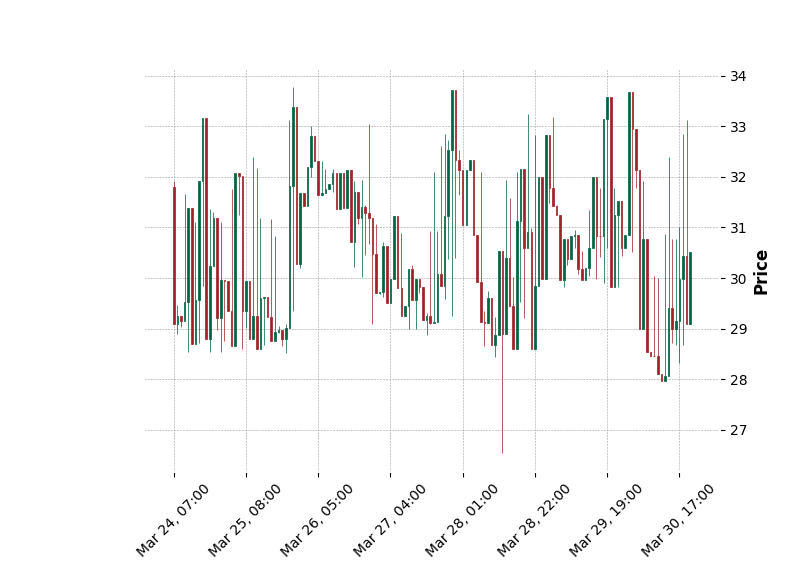 34
33
32
31
30
29
28
27
Price
Mar 24, 07:00
Mar 25, 08:00
Mar 26, 05:00
Mar 27, 04:00
Mar 28, 01:00
Mar 28, 22:00
Mar 29, 19:00
Mar 30, 17:00